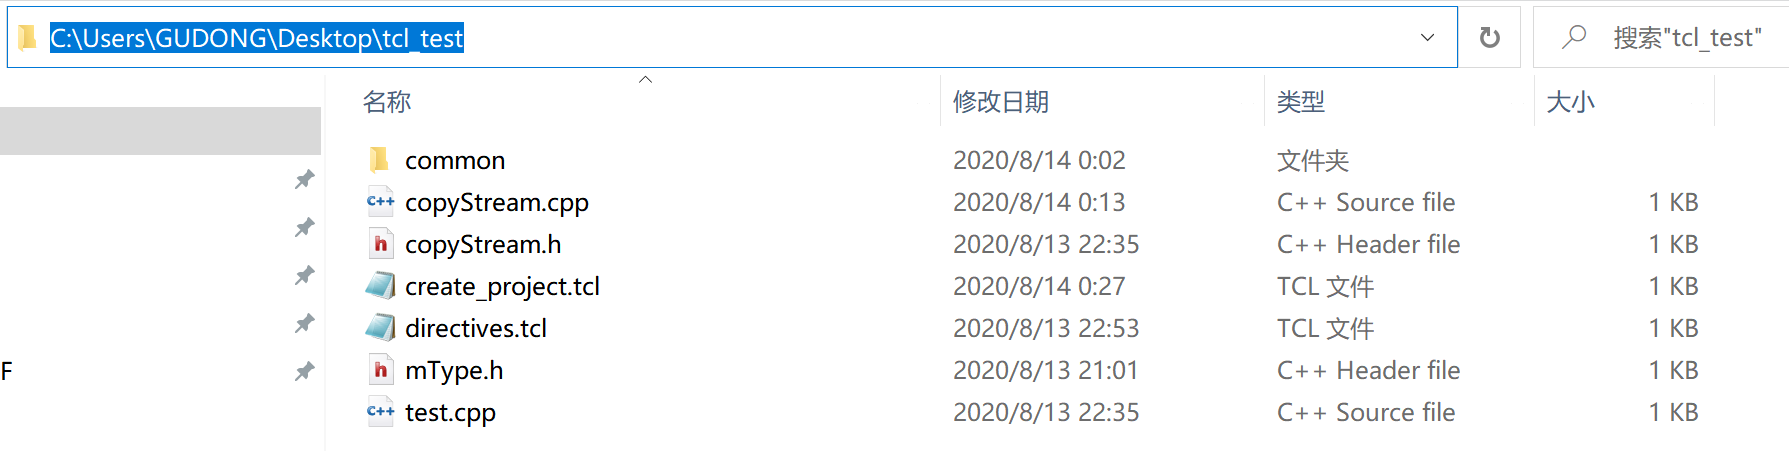 C:\Users\GUDONG\Desktop\tcl_test 搜索"tcl_test"
名称 修改日期 类型 大小
common 2020/8/14 0:02 文件夹
copyStream.cpp 2020/8/14 0:13 C++ Source file 1 KB
copyStream.h 2020/8/13 22:35 C++ Header file 1 KB
create_project.tcl 2020/8/14 0:27 TCL 文件 1 KB
directives.tcl 2020/8/13 22:53 TCL 文件 1 KB
F mType.h 2020/8/13 21:01 C++ Header file 1 KB
test.cpp 2020/8/13 22:35 C++ Source file 1 KB